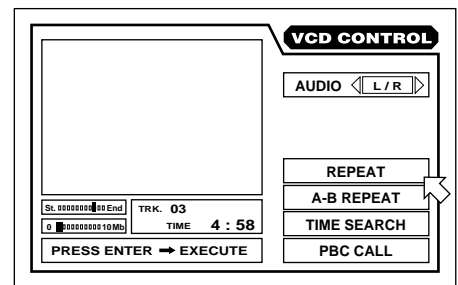 VCD CONTROL
AUDIO L / R
REPEAT
A-B REPEAT
TIME SEARCH
PBC CALL
St. End
0 10Mb
TRK. 03
TIME 4 : 58
PRESS ENTER ➞ EXECUTE